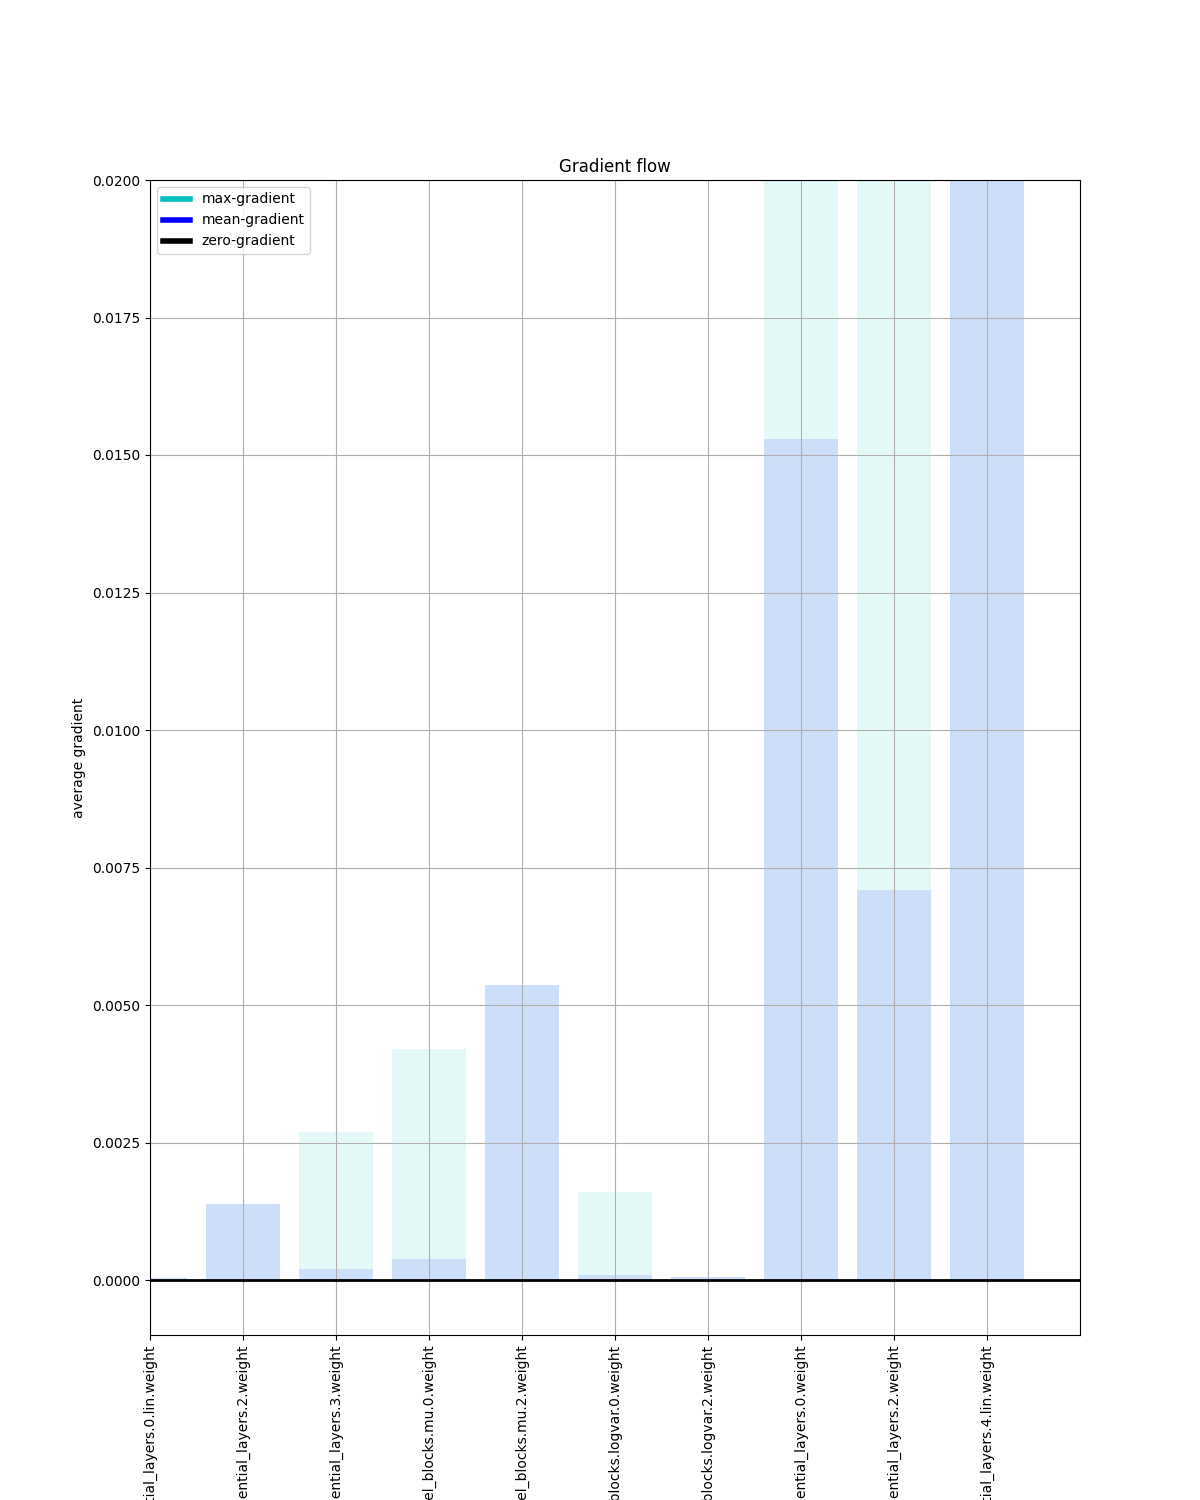 Gradient flow
max-gradient
mean-gradient
zero-gradient
0.0200
0.0175
0.0150
0.0125
0.0100
0.0075
0.0050
0.0025
0.0000
average gradient
tial_layers.0.lin.weight
ential_layers.2.weight
ential_layers.3.weight
el_blocks.mu.0.weight
el_blocks.mu.2.weight
blocks.logvar.0.weight
blocks.logvar.2.weight
ential_layers.0.weight
ential_layers.2.weight
tial_layers.4.lin.weight